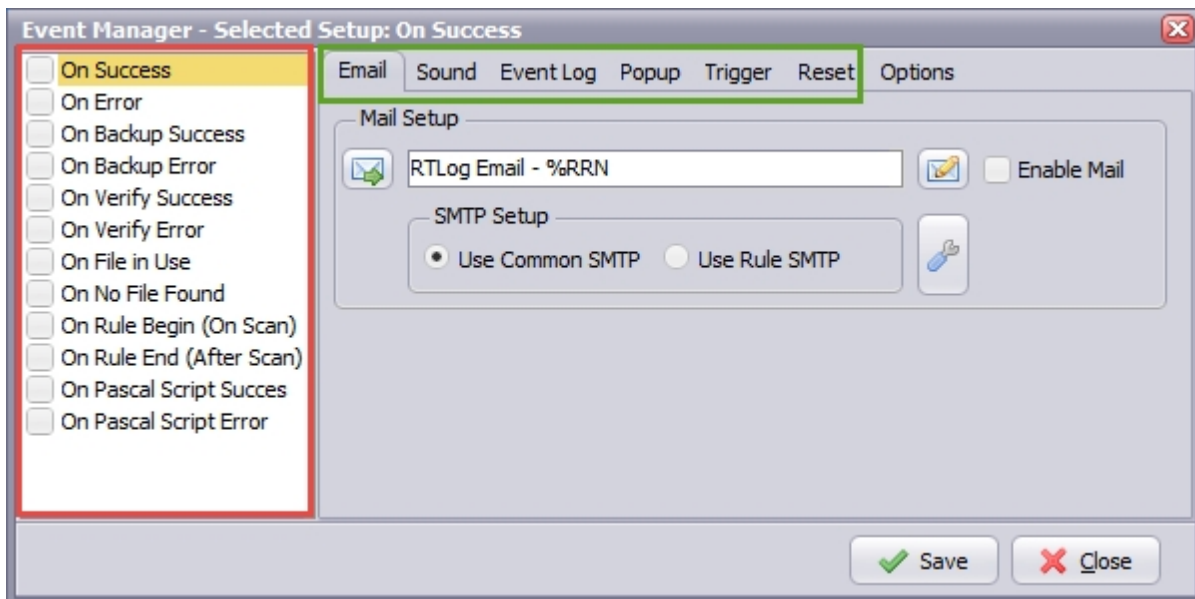 Event Manager - Selected Setup: On Success
On Success
On Error
On Backup Success
On Backup Error
On Verify Success
On Verify Error
On File in Use
On No File Found
On Rule Begin (On Scan)
On Rule End (After Scan)
On Pascal Script Succes
On Pascal Script Error
Email Sound Event Log Popup Trigger Reset Options
Mail Setup
RTLog Email - %RRN
Enable Mail
SMTP Setup
Use Common SMTP Use Rule SMTP
Save Close